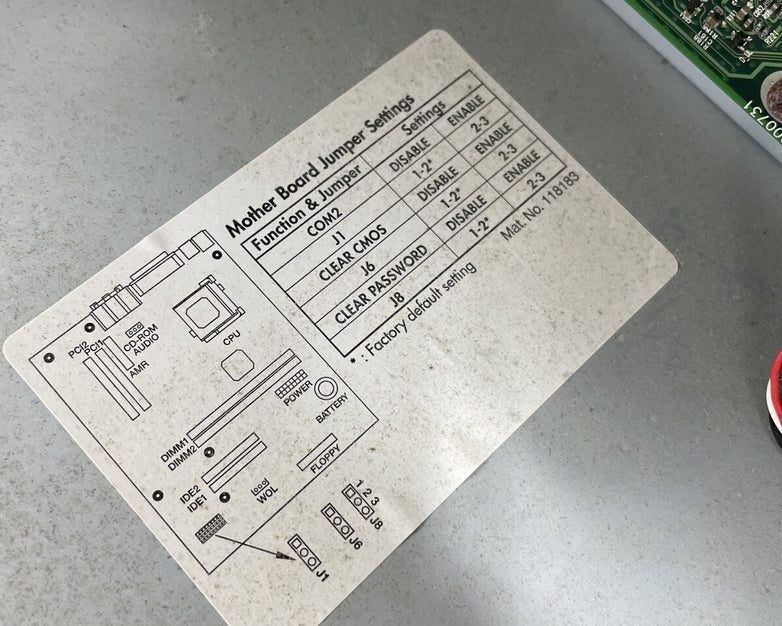 Mother Board Jumper Settings
Function & Jumper Settings
COM2 DISABLE ENABLE
J1 1-2* 2-3
CLEAR CMOS DISABLE ENABLE
J6 1-2* 2-3
CLEAR PASSWORD DISABLE ENABLE
J8 1-2* 2-3
* : Factory default setting
Mat. No. 118183
PCI2
PCI1
CD-ROM
AUDIO
AMR
CPU
POWER
BATTERY
DIMM1
DIMM2
FLOPPY
IDE2
IDE1
WOL
1 2 3
J8
J6
J1
00731